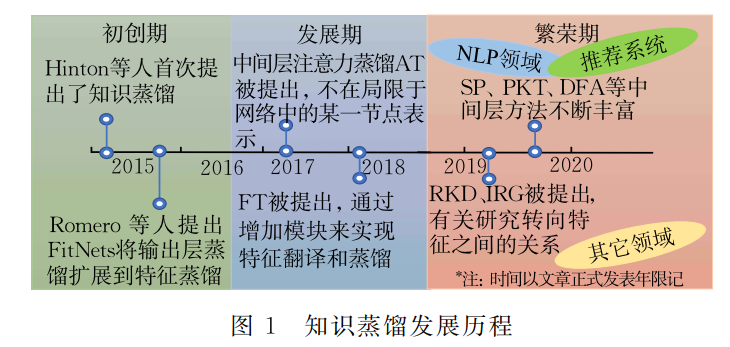 初创期
Hinton等人首次提
出了知识蒸馏
Romero 等人提出
FitNets将输出层蒸
馏扩展到特征蒸馏
发展期
中间层注意力蒸馏AT
被提出，不在局限于
网络中的某一节点表
示
FT被提出，通过
增加模块来实现
特征翻译和蒸馏
繁荣期
NLP领域
推荐系统
SP、PKT、DFA等中
间层方法不断丰富
RKD、IRG被提出,
有关研究转向特
征之间的关系
其它领域
*注：时间以文章正式发表年限记
2015
2016
2017
2018
2019
2020
图 1 知识蒸馏发展历程